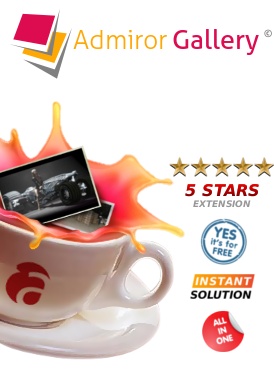 Admiror Gallery ©
5 STARS
EXTENSION
YES
it's for
FREE
INSTANT
SOLUTION
ALL
IN
ONE